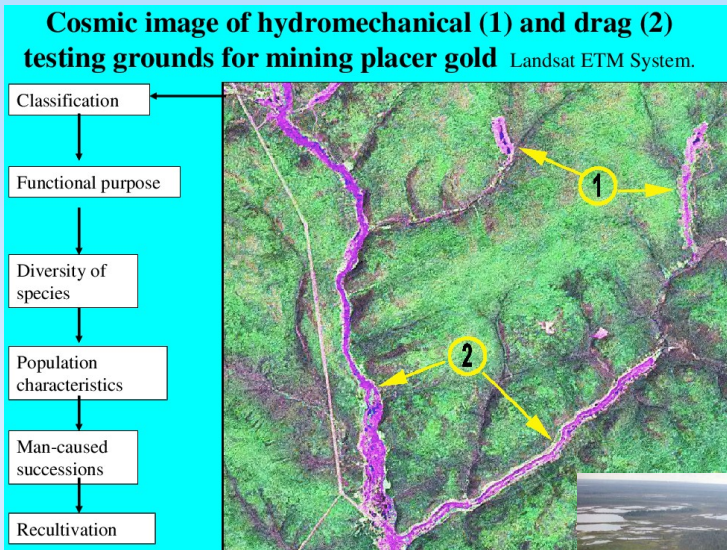 Cosmic image of hydromechanical (1) and drag (2)
testing grounds for mining placer gold Landsat ETM System.
Classification
Functional purpose
Diversity of
species
Population
characteristics
Man-caused
successions
Recultivation
1
2